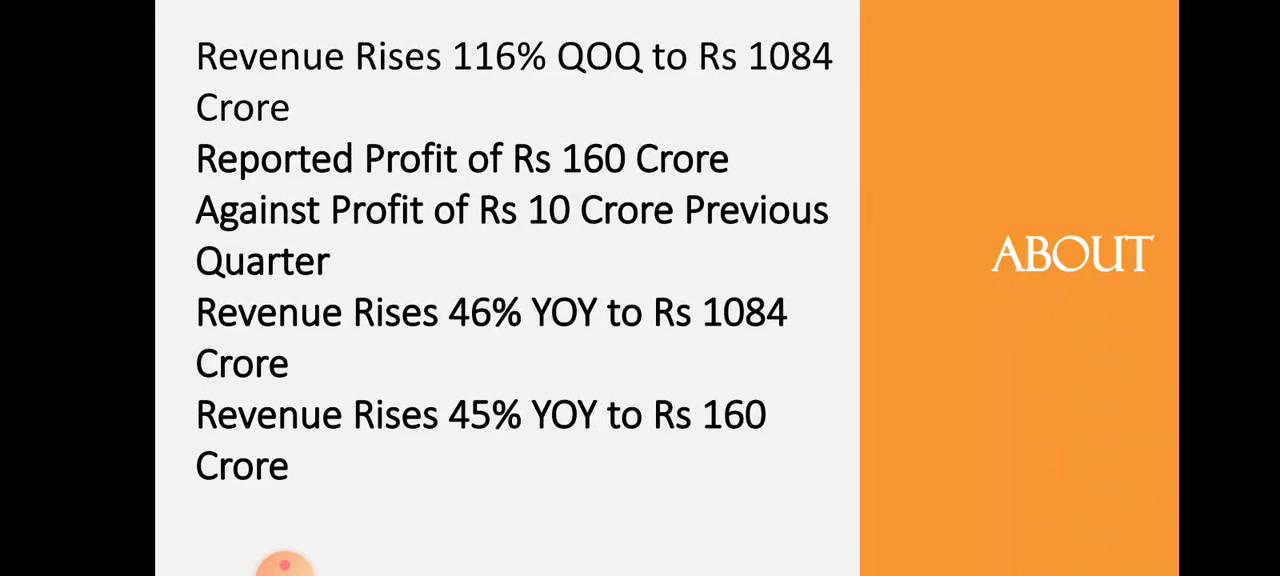 Revenue Rises 116% QOQ to Rs 1084
Crore
Reported Profit of Rs 160 Crore
Against Profit of Rs 10 Crore Previous
Quarter
Revenue Rises 46% YOY to Rs 1084
Crore
Revenue Rises 45% YOY to Rs 160
Crore
ABOUT